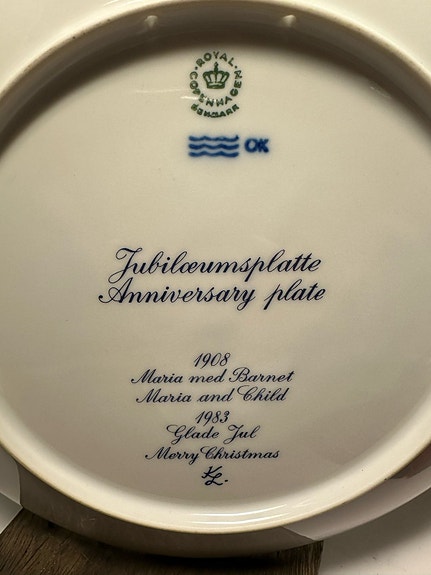 ROYAL COPENHAGEN
DENMARK
OK
Jubilæumsplatte
Anniversary plate
1908
Maria med Barnet
Maria and Child
1983
Glade Jul
Merry Christmas
KL.